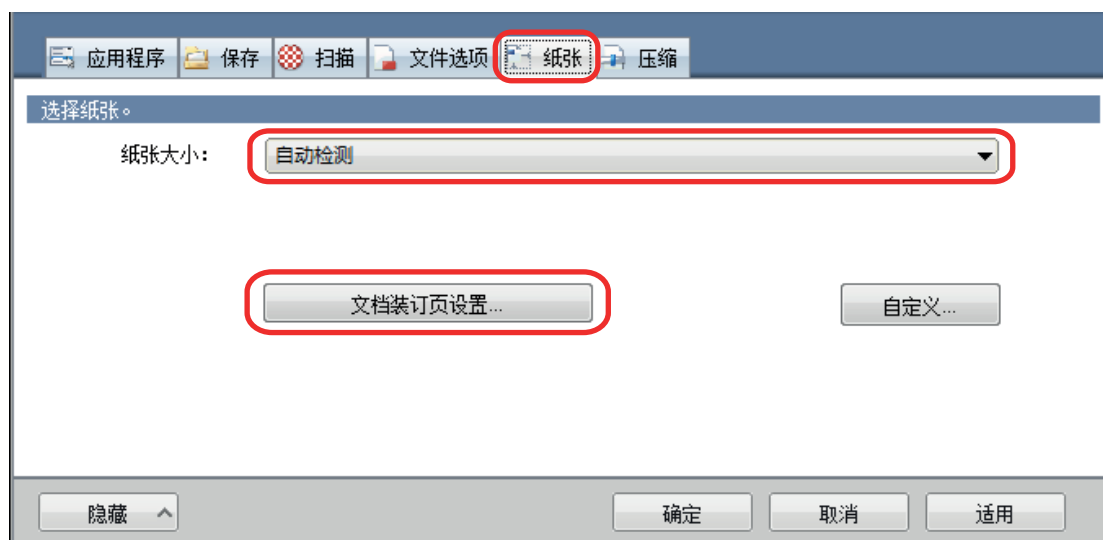 应用程序 保存 扫描 文件选项 纸张 压缩
选择纸张。
纸张大小： 自动检测
文档装订页设置... 自定义...
隐藏 确定 取消 适用